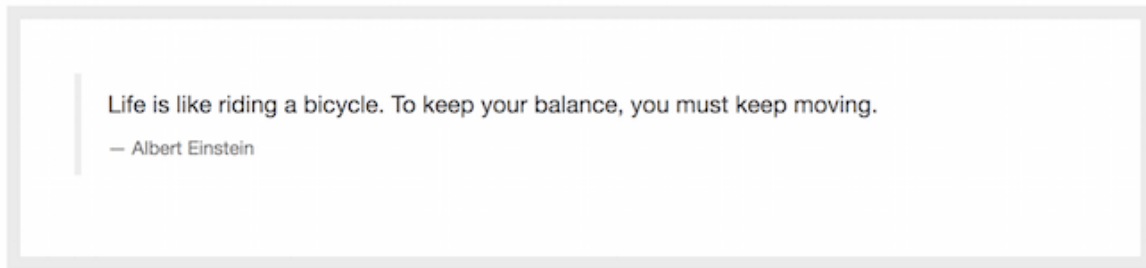 Life is like riding a bicycle. To keep your balance, you must keep moving.
— Albert Einstein